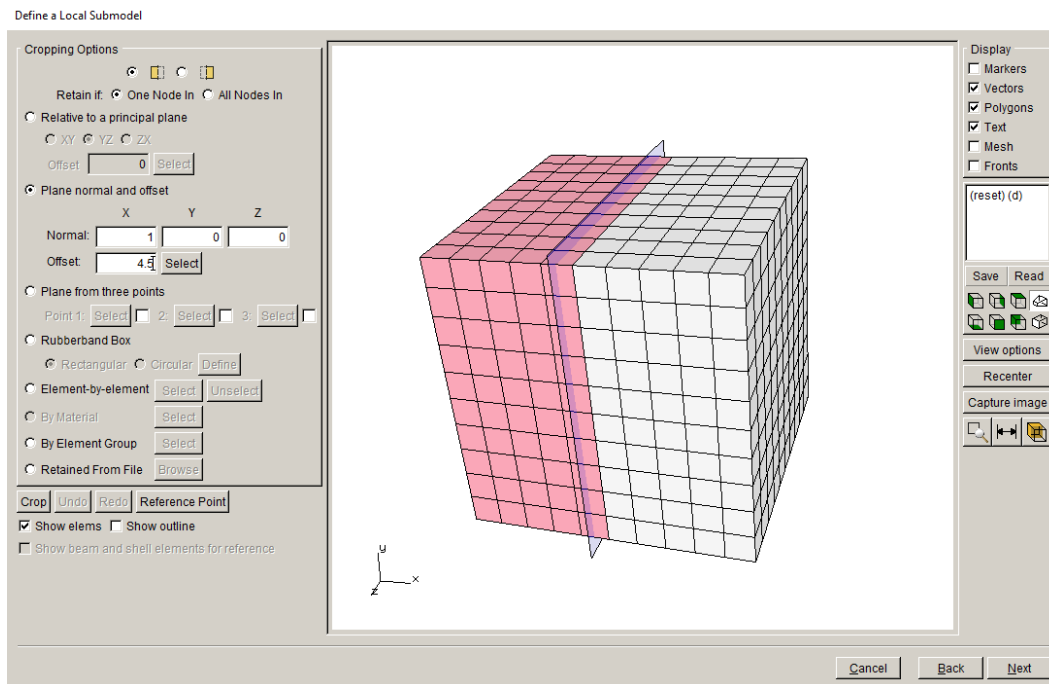 Define a Local Submodel
Cropping Options
Retain if: One Node In All Nodes In
Relative to a principal plane
XY YZ ZX
Offset 0 Select
Plane normal and offset
X Y Z
Normal: 1 0 0
Offset: 4.5 Select
Plane from three points
Point 1: Select 2: Select 3: Select
Rubberband Box
Rectangular Circular Define
Element-by-element Select Unselect
By Material Select
By Element Group Select
Retained From File Browse
Crop Undo Redo Reference Point
Show elems Show outline
Show beam and shell elements for reference
y
x
z
Display
Markers
Vectors
Polygons
Text
Mesh
Fronts
(reset) (d)
Save Read
View options
Recenter
Capture image
Cancel Back Next